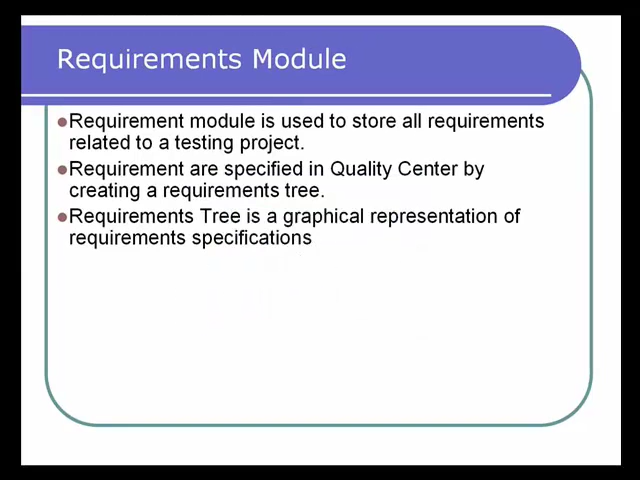 Requirements Module
Requirement module is used to store all requirements
related to a testing project.
Requirement are specified in Quality Center by
creating a requirements tree.
Requirements Tree is a graphical representation of
requirements specifications